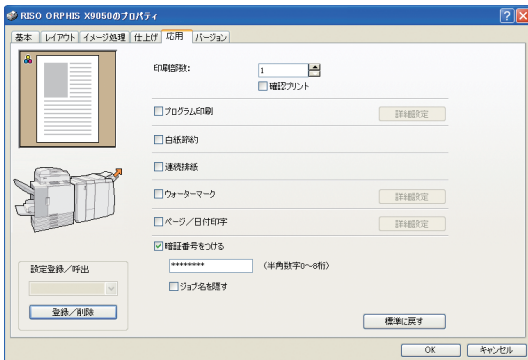 RISO ORPHIS X9050のプロパティ
基本 レイアウト イメージ処理 仕上げ 応用 バージョン
印刷部数: 1
確認プリント
プログラム印刷 詳細設定
白紙節約
連続排紙
ウォーターマーク 詳細設定
ページ/日付印字 詳細設定
暗証番号をつける
******** (半角数字0~8桁)
ジョブ名を隠す
設定登録/呼出
登録/削除
標準に戻す
OK キャンセル